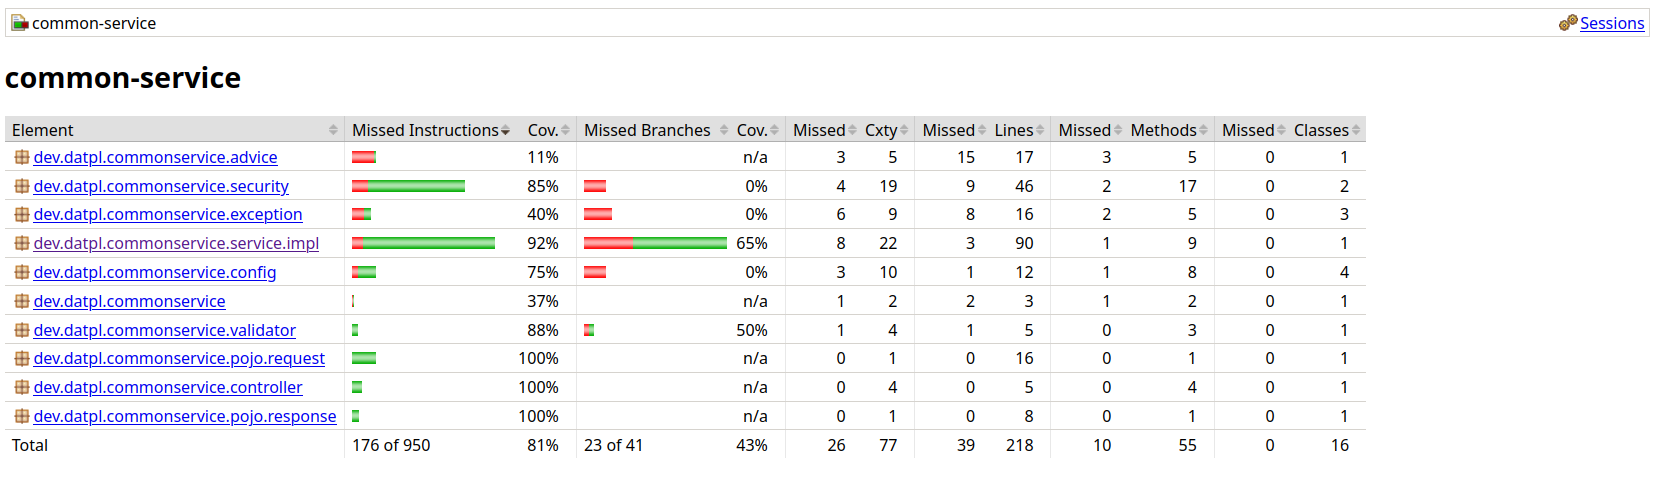 common-service Sessions
common-service
Element Missed Instructions Cov. Missed Branches Cov. Missed Cxty Missed Lines Missed Methods Missed Classes
dev.datpl.commonservice.advice 11% n/a 3 5 15 17 3 5 0 1
dev.datpl.commonservice.security 85% 0% 4 19 9 46 2 17 0 2
dev.datpl.commonservice.exception 40% 0% 6 9 8 16 2 5 0 3
dev.datpl.commonservice.service.impl 92% 65% 8 22 3 90 1 9 0 1
dev.datpl.commonservice.config 75% 0% 3 10 1 12 1 8 0 4
dev.datpl.commonservice 37% n/a 1 2 2 3 1 2 0 1
dev.datpl.commonservice.validator 88% 50% 1 4 1 5 0 3 0 1
dev.datpl.commonservice.pojo.request 100% n/a 0 1 0 16 0 1 0 1
dev.datpl.commonservice.controller 100% n/a 0 4 0 5 0 4 0 1
dev.datpl.commonservice.pojo.response 100% n/a 0 1 0 8 0 1 0 1
Total 176 of 950 81% 23 of 41 43% 26 77 39 218 10 55 0 16